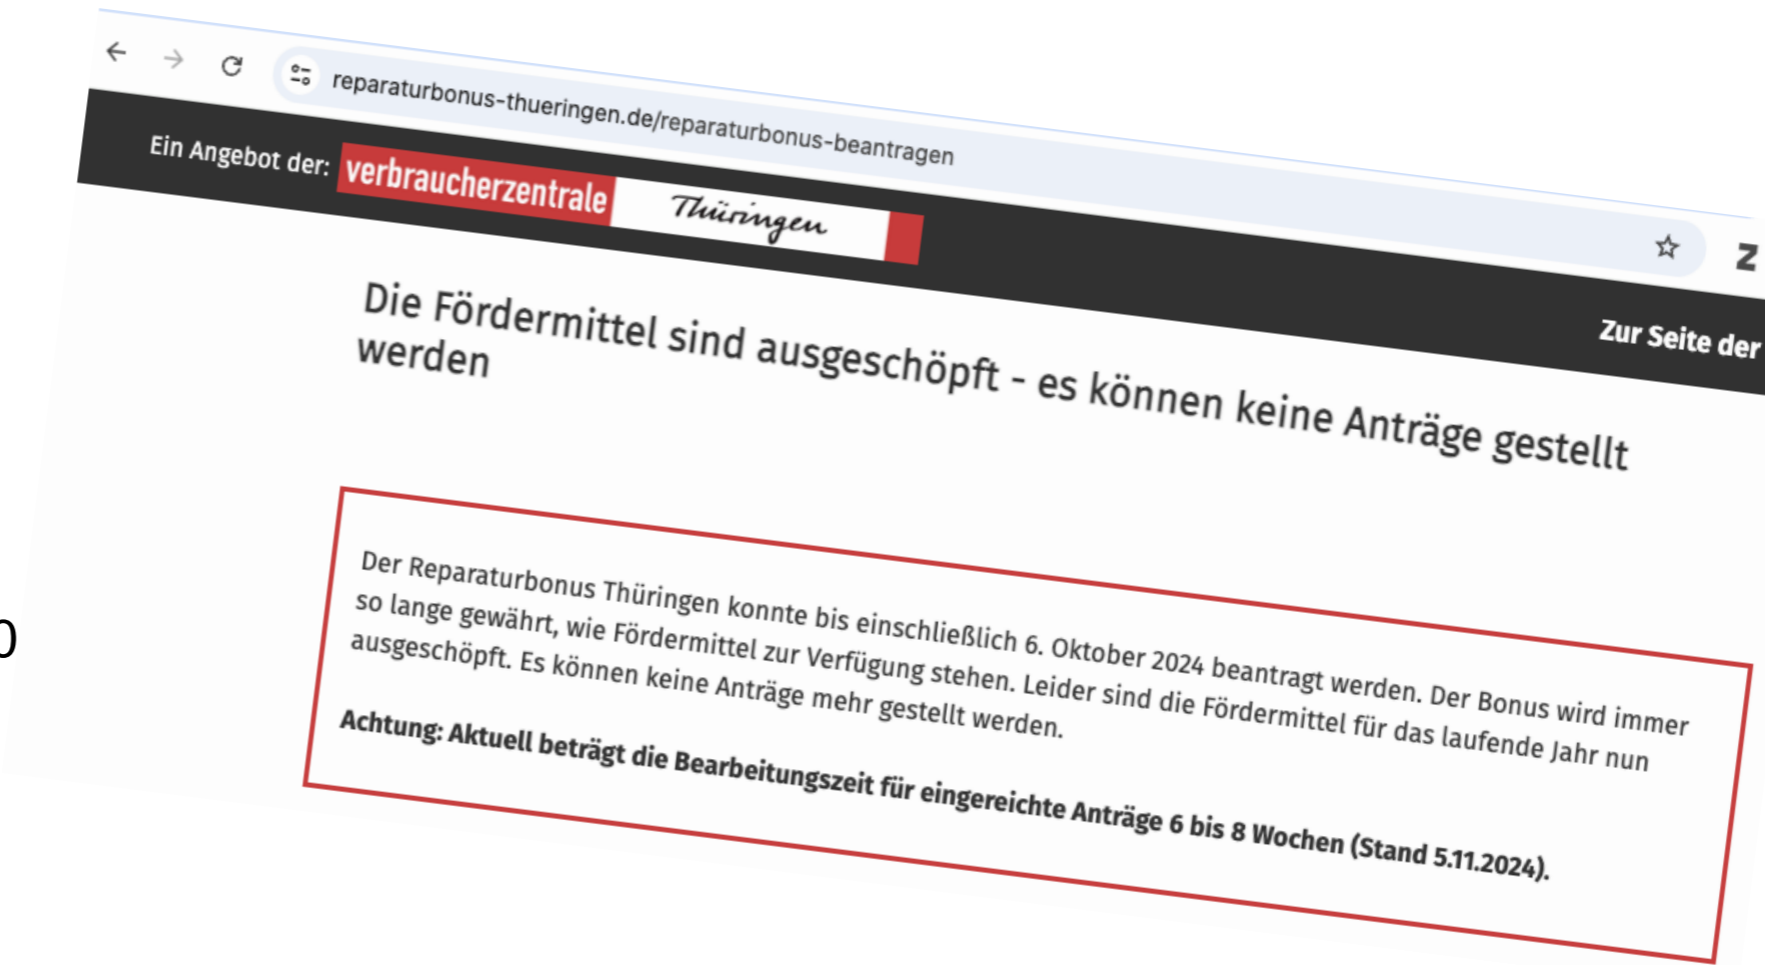 reparaturbonus-thueringen.de/reparaturbonus-beantragen
Ein Angebot der: verbraucherzentrale Thüringen
Z
Zur Seite der
Die Fördermittel sind ausgeschöpft - es können keine Anträge gestellt
werden
Der Reparaturbonus Thüringen konnte bis einschließlich 6. Oktober 2024 beantragt werden. Der Bonus wird immer
so lange gewährt, wie Fördermittel zur Verfügung stehen. Leider sind die Fördermittel für das laufende Jahr nun
ausgeschöpft. Es können keine Anträge mehr gestellt werden.
0
Achtung: Aktuell beträgt die Bearbeitungszeit für eingereichte Anträge 6 bis 8 Wochen (Stand 5.11.2024).